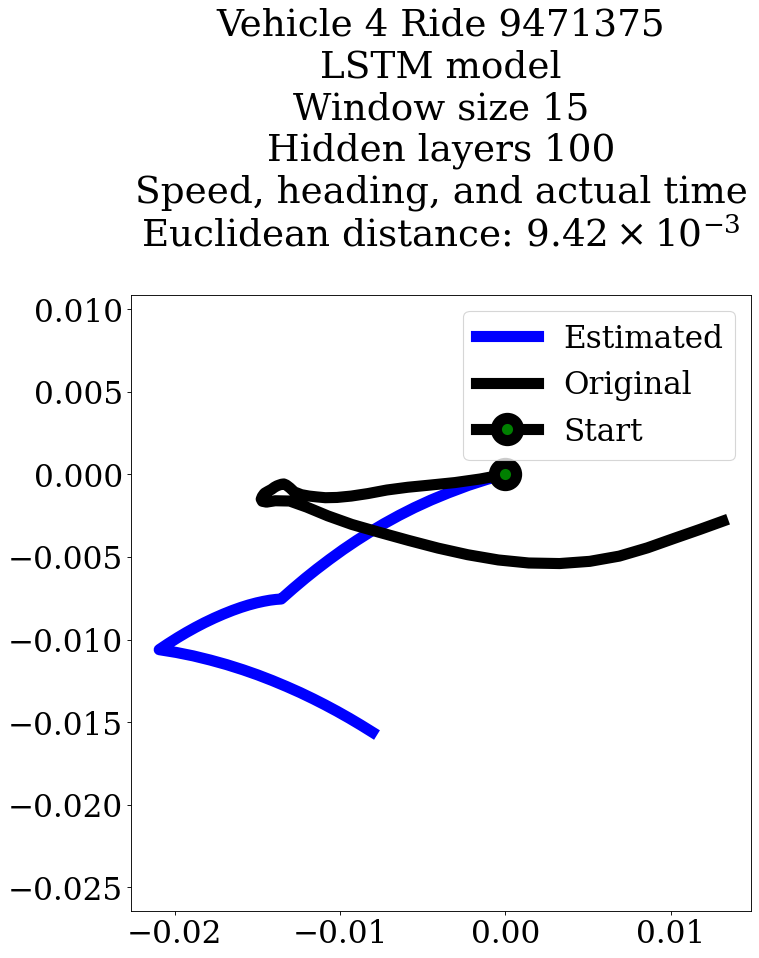 Vehicle 4 Ride 9471375
LSTM model
Window size 15
Hidden layers 100
Speed, heading, and actual time
Euclidean distance: 9.42 × 10⁻³
Estimated
Original
Start
0.010
0.005
0.000
−0.005
−0.010
−0.015
−0.020
−0.025
−0.02
−0.01
0.00
0.01